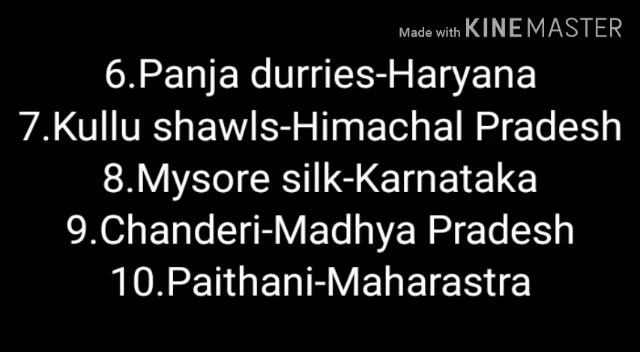 Made with KINEMASTER
6.Panja durries-Haryana
7.Kullu shawls-Himachal Pradesh
8.Mysore silk-Karnataka
9.Chanderi-Madhya Pradesh
10.Paithani-Maharastra